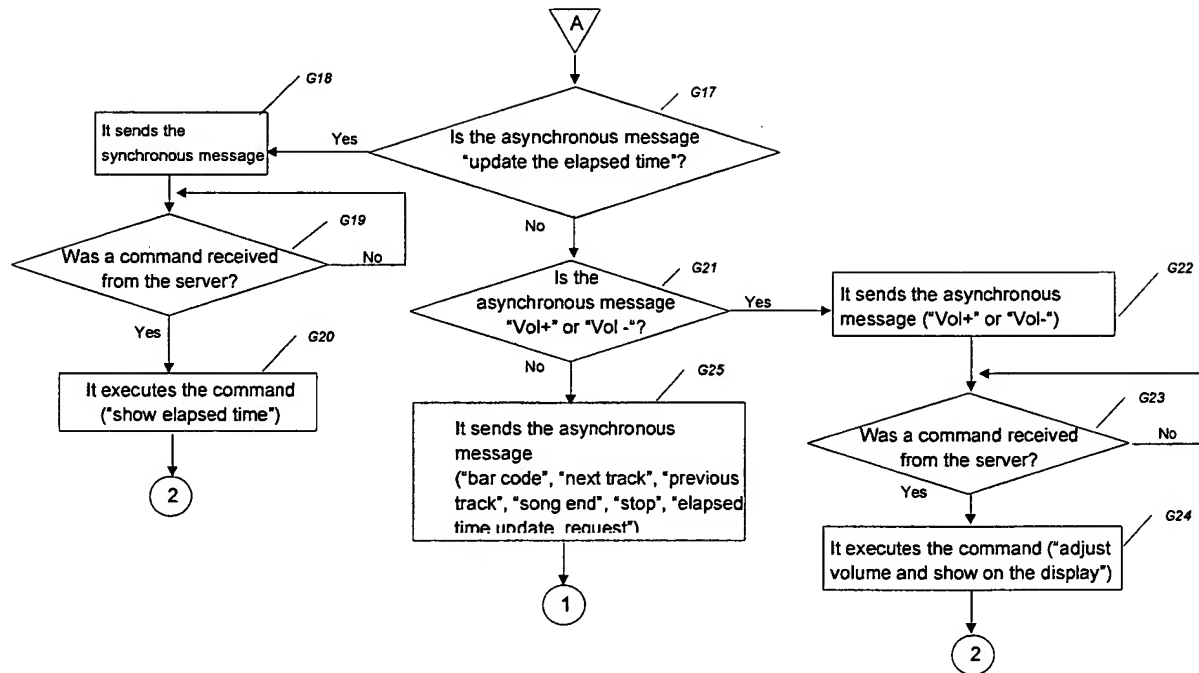 A
G18
G17
It sends the
synchronous message
Yes
Is the asynchronous message
"update the elapsed time"?
G19
No
Was a command received
from the server?
No
G21
Is the
asynchronous message
"Vol+" or "Vol -"?
Yes
G22
It sends the asynchronous
message ("Vol+" or "Vol-")
Yes
G20
It executes the command
("show elapsed time")
2
No
G25
It sends the asynchronous
message
("bar code", "next track", "previous
track", "song end", "stop", "elapsed
time update request")
1
G23
Was a command received
from the server?
No
Yes
G24
It executes the command ("adjust
volume and show on the display")
2